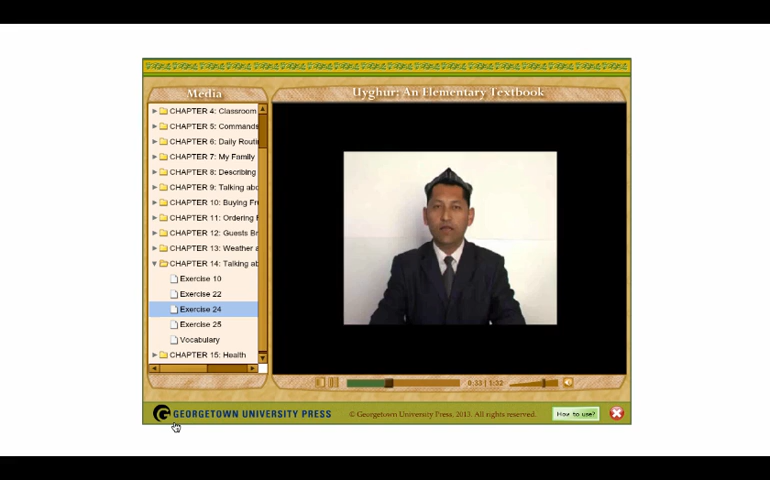 Media
Uyghur: An Elementary Textbook
CHAPTER 4: Classroom
CHAPTER 5: Commands
CHAPTER 6: Daily Routi
CHAPTER 7: My Family
CHAPTER 8: Describing
CHAPTER 9: Talking abo
CHAPTER 10: Buying Fr
CHAPTER 11: Ordering F
CHAPTER 12: Guests Br
CHAPTER 13: Weather a
CHAPTER 14: Talking ab
Exercise 10
Exercise 22
Exercise 24
Exercise 25
Vocabulary
CHAPTER 15: Health
0:33 | 1:22
GEORGETOWN UNIVERSITY PRESS
© Georgetown University Press, 2013. All rights reserved.
How to use?